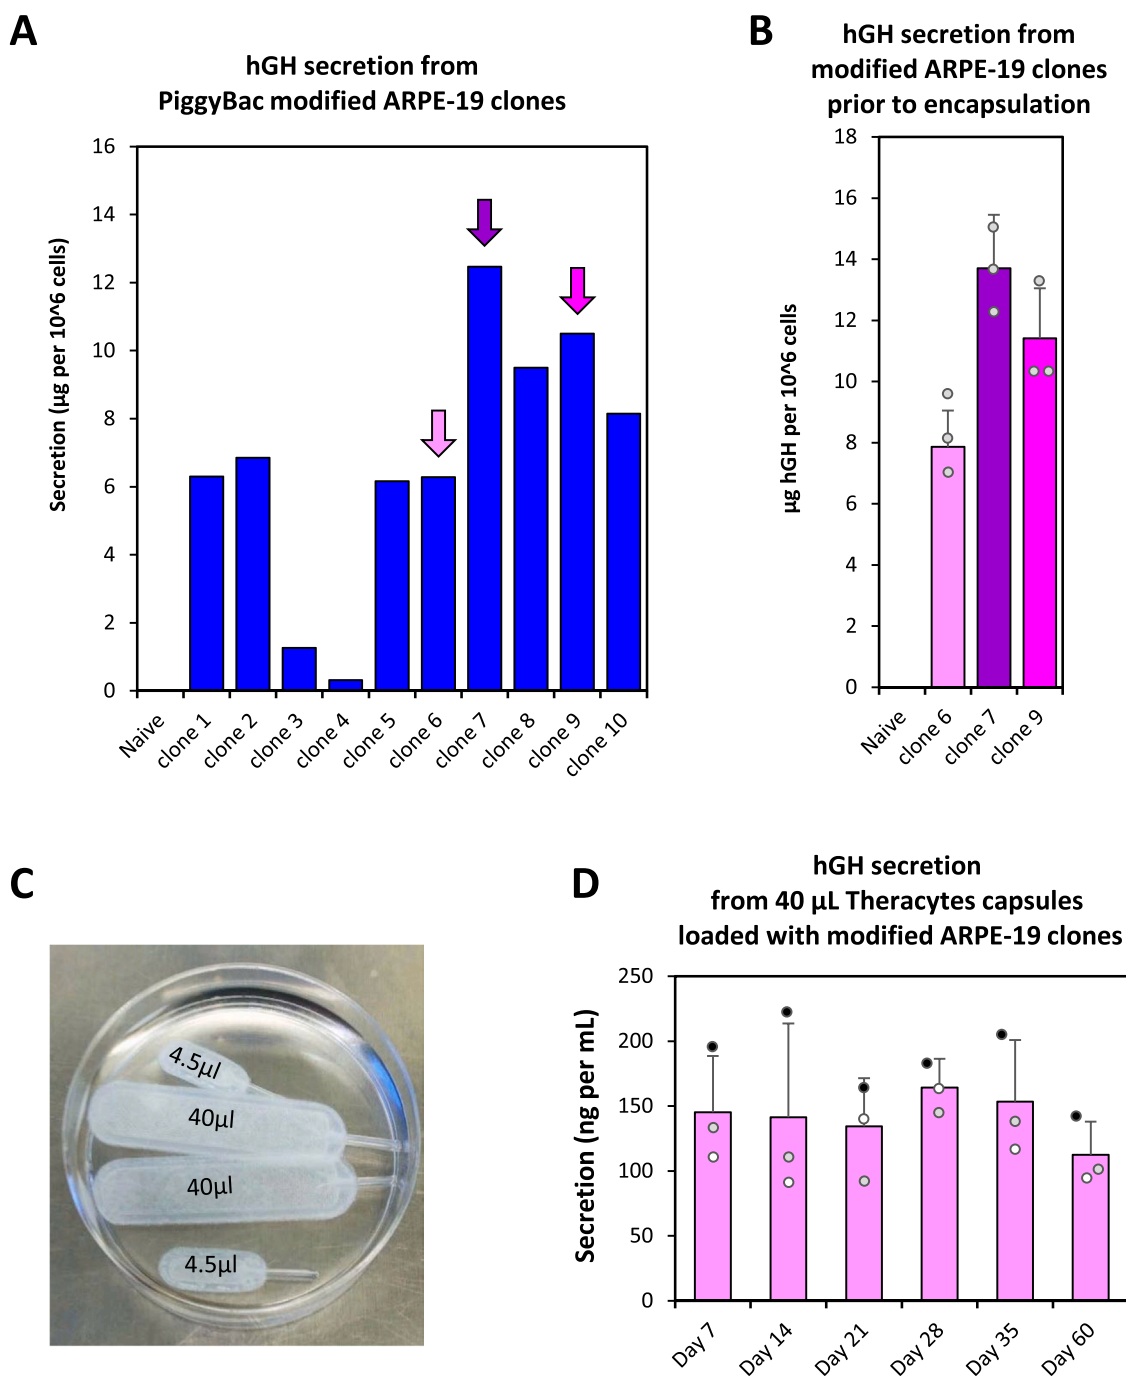 A
hGH secretion from
PiggyBac modified ARPE-19 clones
Secretion (µg per 10^6 cells)
16
14
12
10
8
6
4
2
0
Naive
clone 1
clone 2
clone 3
clone 4
clone 5
clone 6
clone 7
clone 8
clone 9
clone 10
B
hGH secretion from
modified ARPE-19 clones
prior to encapsulation
µg hGH per 10^6 cells
18
16
14
12
10
8
6
4
2
0
Naive
clone 6
clone 7
clone 9
C
4.5µl
40µl
40µl
4.5µl
D
hGH secretion
from 40 µL Theracytes capsules
loaded with modified ARPE-19 clones
Secretion (ng per mL)
250
200
150
100
50
0
Day 7
Day 14
Day 21
Day 28
Day 35
Day 60